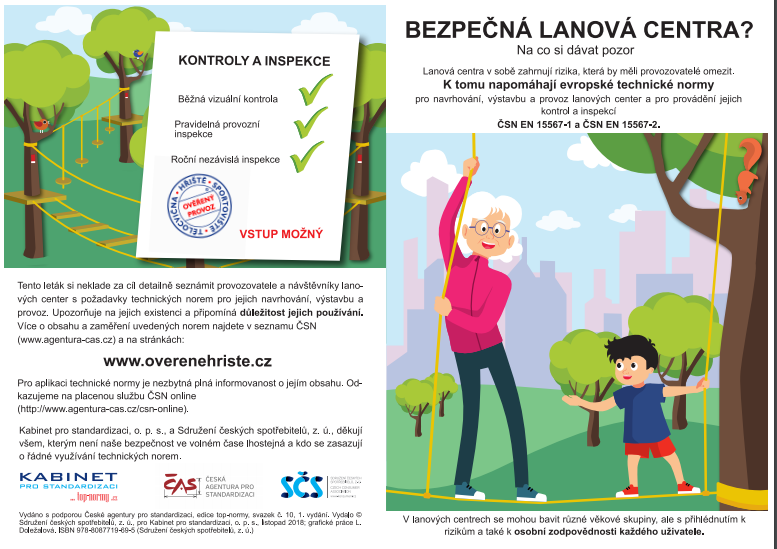 KONTROLY A INSPEKCE
Běžná vizuální kontrola
Pravidelná provozní
inspekce
Roční nezávislá inspekce
HŘIŠTĚ • SPORTOVIŠTĚ • TĚLOCVIČNA •
OVĚŘENÝ
PROVOZ
VSTUP MOŽNÝ
Tento leták si neklade za cíl detailně seznámit provozovatele a návštěvníky lano-
vých center s požadavky technických norem pro jejich navrhování, výstavbu a
provoz. Upozorňuje na jejich existenci a připomíná důležitost jejich používání.
Více o obsahu a zaměření uvedených norem najdete v seznamu ČSN
(www.agentura-cas.cz) a na stránkách:
www.overenehriste.cz
Pro aplikaci technické normy je nezbytná plná informovanost o jejím obsahu. Od-
kazujeme na placenou službu ČSN online
(http://www.agentura-cas.cz/csn-online).
Kabinet pro standardizaci, o. p. s., a Sdružení českých spotřebitelů, z. ú., děkují
všem, kterým není naše bezpečnost ve volném čase lhostejná a kdo se zasazují
o řádné využívání technických norem.
KABINET
PRO STANDARDIZACI
... top-normy .cz
ČAS
ČESKÁ
AGENTURA PRO
STANDARDIZACI
SČS
Vydáno s podporou České agentury pro standardizaci, edice top-normy, svazek č. 10, 1. vydání. Vydalo ©
Sdružení českých spotřebitelů, z. ú., pro Kabinet pro standardizaci, o. p. s., listopad 2018; grafické práce L.
Doležalová, ISBN 978-8087719-69-5 (Sdružení českých spotřebitelů, z. ú.)
BEZPEČNÁ LANOVÁ CENTRA?
Na co si dávat pozor
Lanová centra v sobě zahrnují rizika, která by měli provozovatelé omezit.
K tomu napomáhají evropské technické normy
pro navrhování, výstavbu a provoz lanových center a pro provádění jejich
kontrol a inspekcí
ČSN EN 15567-1 a ČSN EN 15567-2.
V lanových centrech se mohou bavit různé věkové skupiny, ale s přihlédnutím k
rizikům a také k osobní zodpovědnosti každého uživatele.